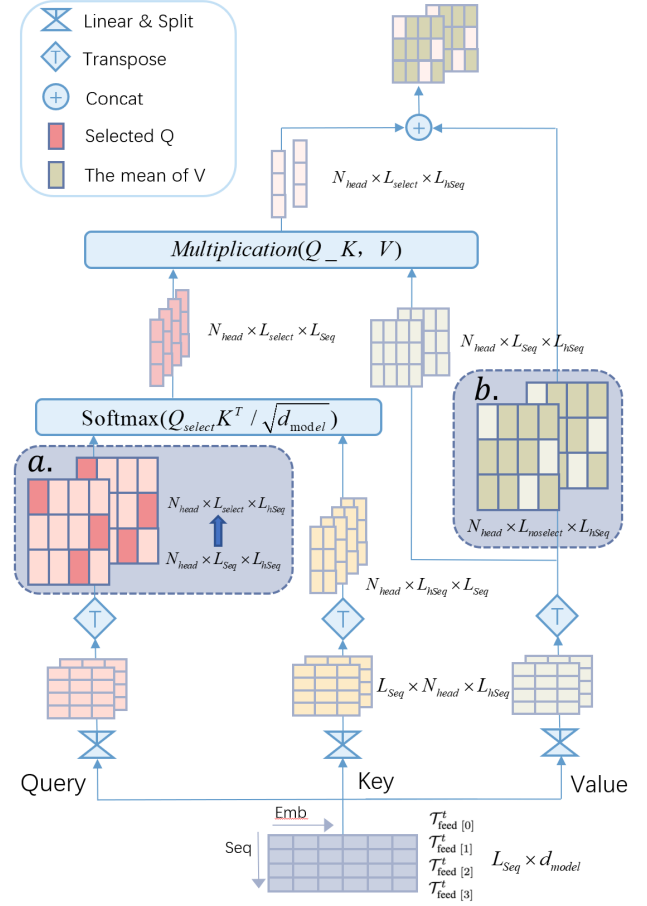 Linear & Split
T
Transpose
+
Concat
Selected Q
The mean of V
+
N_head × L_select × L_hSeq
Multiplication(Q_K, V)
N_head × L_select × L_Seq
N_head × L_Seq × L_hSeq
Softmax(Q_select K^T / √d_model)
a.
N_head × L_select × L_hSeq
N_head × L_Seq × L_hSeq
b.
N_head × L_noselect × L_hSeq
N_head × L_hSeq × L_Seq
T
T
T
L_Seq × N_head × L_hSeq
Query
Key
Value
Emb
Seq
𝒯^t_feed [0]
𝒯^t_feed [1]
𝒯^t_feed [2]
𝒯^t_feed [3]
L_Seq × d_model